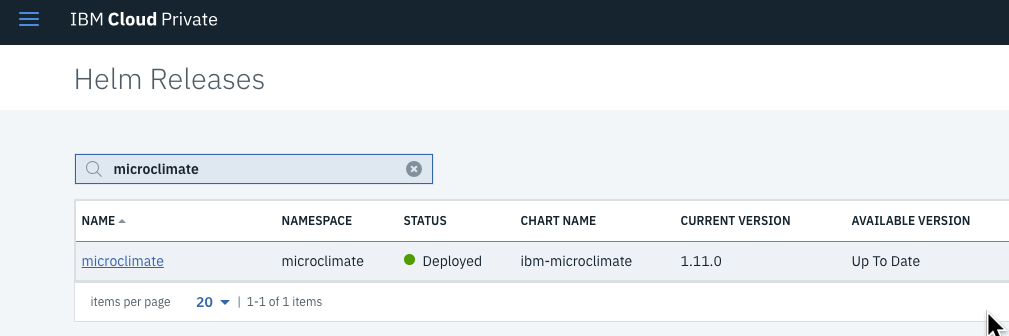 IBM Cloud Private
Helm Releases
microclimate
NAME NAMESPACE STATUS CHART NAME CURRENT VERSION AVAILABLE VERSION
microclimate microclimate Deployed ibm-microclimate 1.11.0 Up To Date
items per page 20 | 1-1 of 1 items